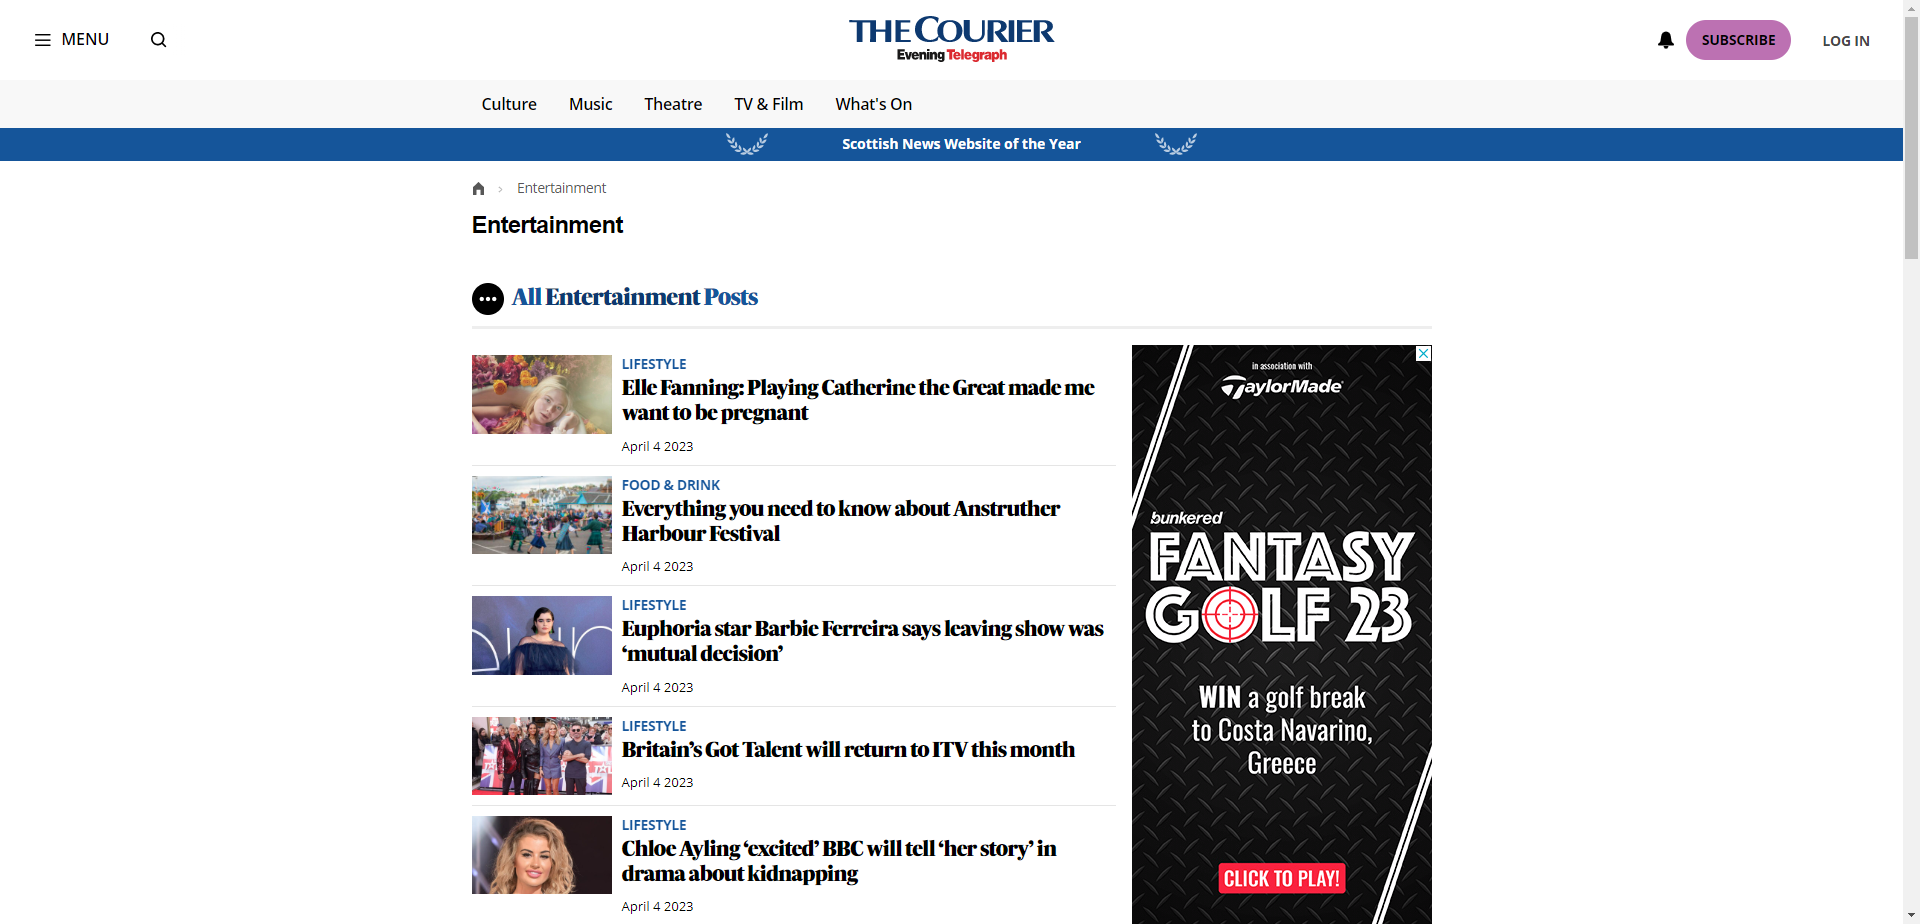 MENU
THE COURIER
Evening Telegraph
SUBSCRIBE
LOG IN
Culture
Music
Theatre
TV & Film
What's On
Scottish News Website of the Year
Entertainment
Entertainment
All Entertainment Posts
LIFESTYLE
Elle Fanning: Playing Catherine the Great made me
want to be pregnant
April 4 2023
FOOD & DRINK
Everything you need to know about Anstruther
Harbour Festival
April 4 2023
LIFESTYLE
Euphoria star Barbie Ferreira says leaving show was
‘mutual decision’
April 4 2023
LIFESTYLE
Britain’s Got Talent will return to ITV this month
April 4 2023
LIFESTYLE
Chloe Ayling ‘excited’ BBC will tell ‘her story’ in
drama about kidnapping
April 4 2023
in association with
TaylorMade
bunkered
FANTASY
GOLF 23
WIN a golf break
to Costa Navarino,
Greece
CLICK TO PLAY!